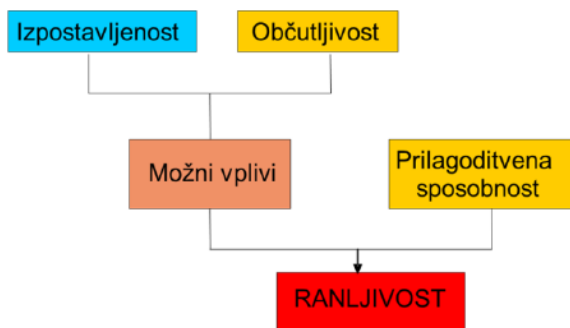 Izpostavljenost
Občutljivost
Možni vplivi
Prilagoditvena
sposobnost
RANLJIVOST